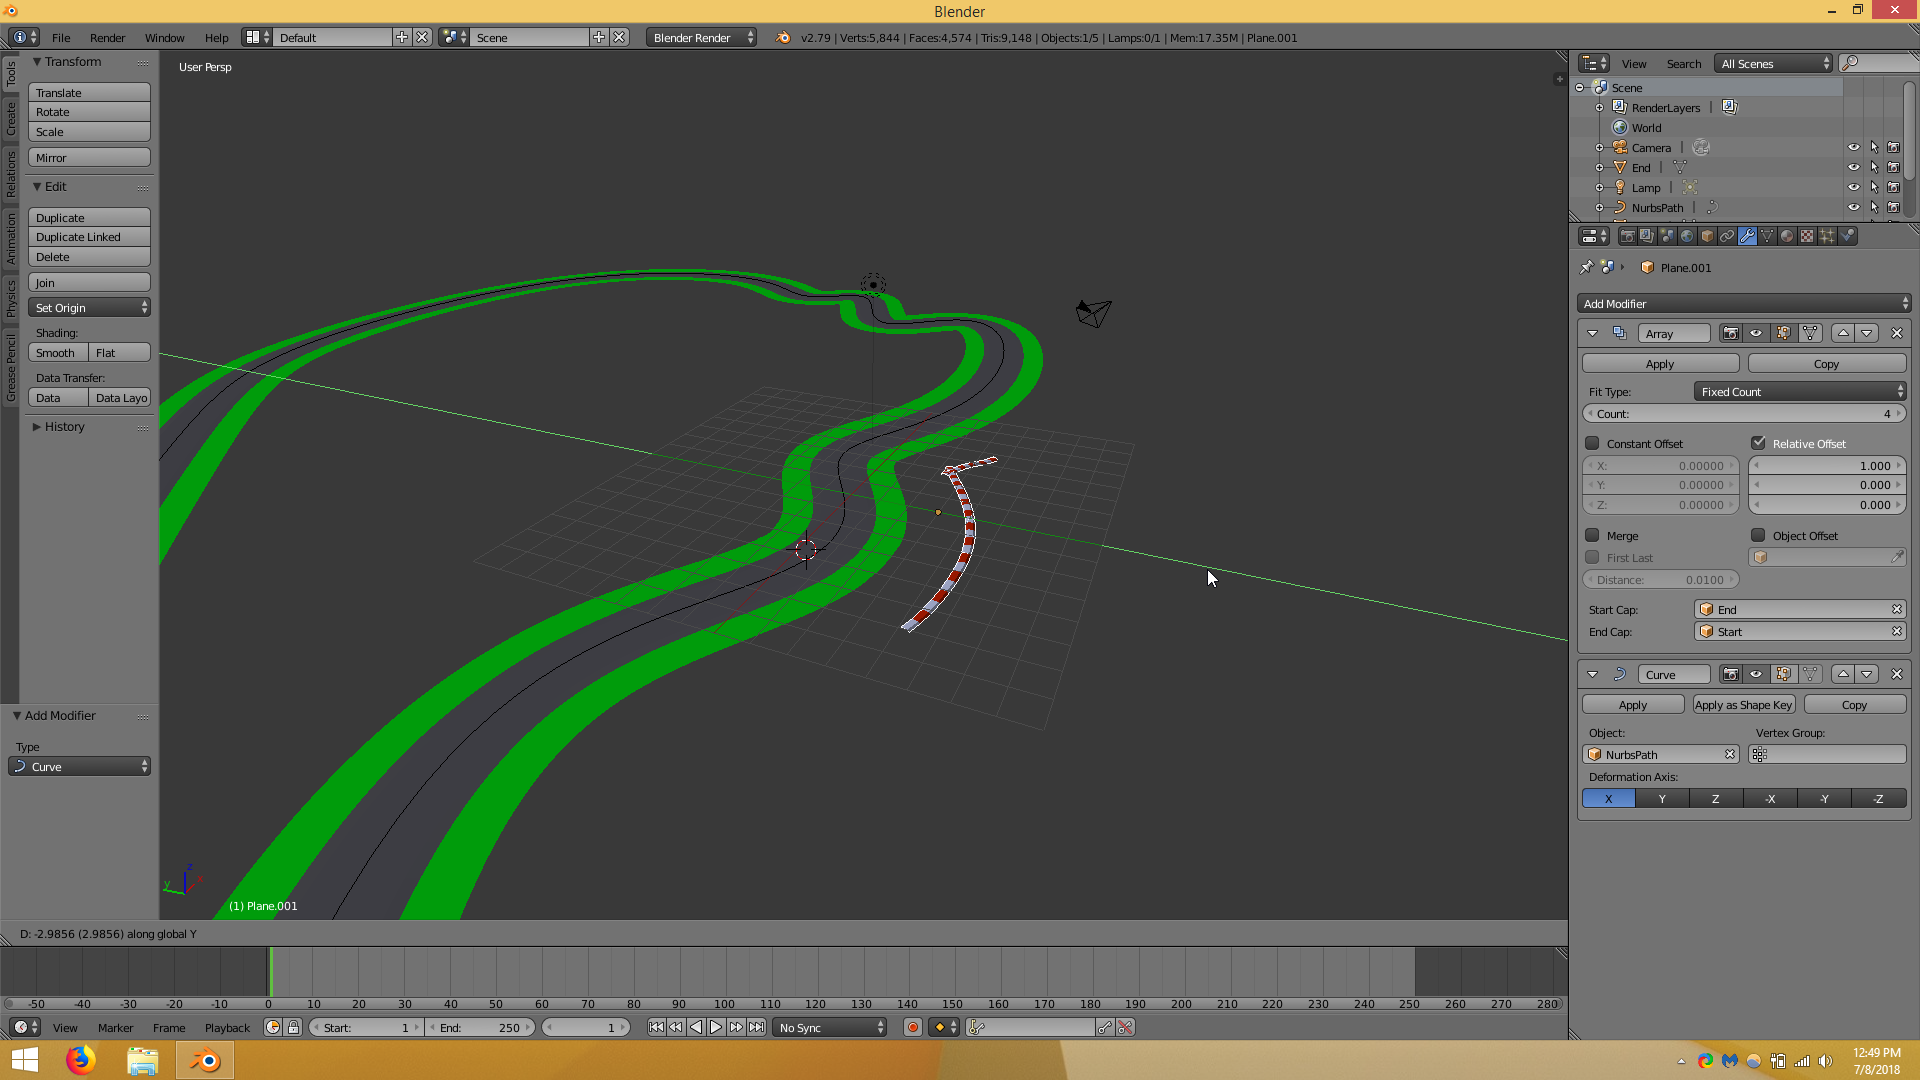 Blender
File Render Window Help Default Scene Blender Render v2.79 | Verts:5,844 | Faces:4,574 | Tris:9,148 | Objects:1/5 | Lamps:0/1 | Mem:17.35M | Plane.001
Tools
Create
Relations
Animation
Physics
Grease Pencil
Transform
Translate
Rotate
Scale
Mirror
Edit
Duplicate
Duplicate Linked
Delete
Join
Set Origin
Shading:
Smooth Flat
Data Transfer:
Data Data Layo
History
Add Modifier
Type
Curve
User Persp
z
y
x
(1) Plane.001
View Search All Scenes
Scene
RenderLayers |
World
Camera |
End |
Lamp |
NurbsPath |
Plane.001
Add Modifier
Array
Apply Copy
Fit Type: Fixed Count
Count: 4
Constant Offset Relative Offset
X: 0.00000 1.000
Y: 0.00000 0.000
Z: 0.00000 0.000
Merge Object Offset
First Last
Distance: 0.0100
Start Cap: End
End Cap: Start
Curve
Apply Apply as Shape Key Copy
Object: Vertex Group:
NurbsPath
Deformation Axis:
X Y Z -X -Y -Z
D: -2.9856 (2.9856) along global Y
-50 -40 -30 -20 -10 0 10 20 30 40 50 60 70 80 90 100 110 120 130 140 150 160 170 180 190 200 210 220 230 240 250 260 270 280
View Marker Frame Playback Start: 1 End: 250 1 No Sync
12:49 PM
7/8/2018